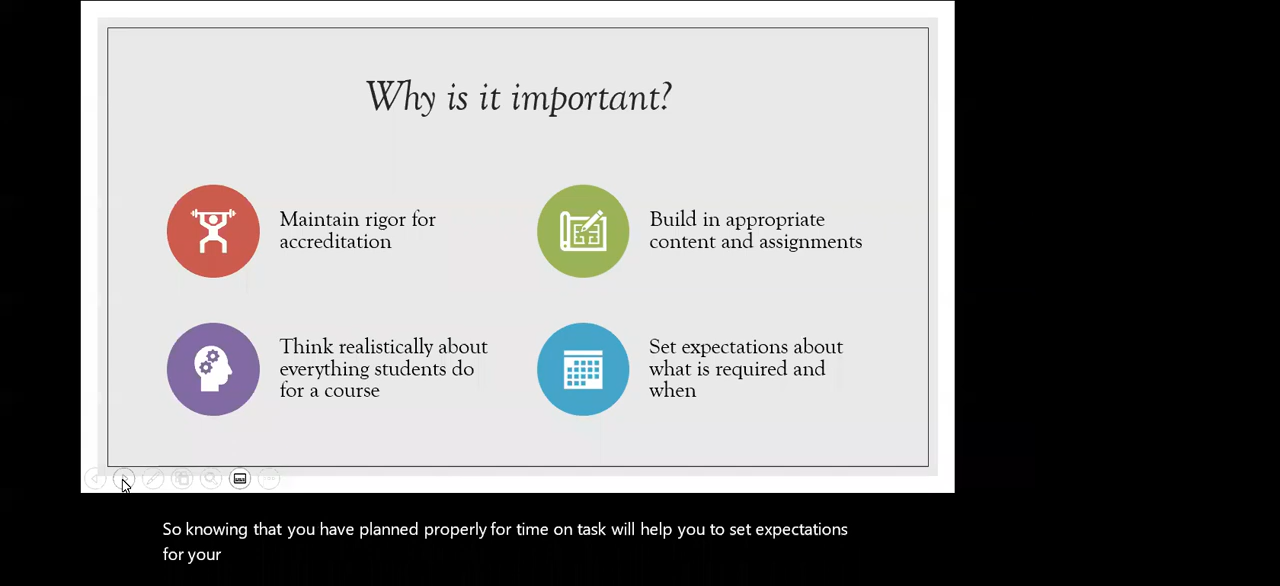 Why is it important?
Maintain rigor for
accreditation
Build in appropriate
content and assignments
Think realistically about
everything students do
for a course
Set expectations about
what is required and
when
So knowing that you have planned properly for time on task will help you to set expectations
for your